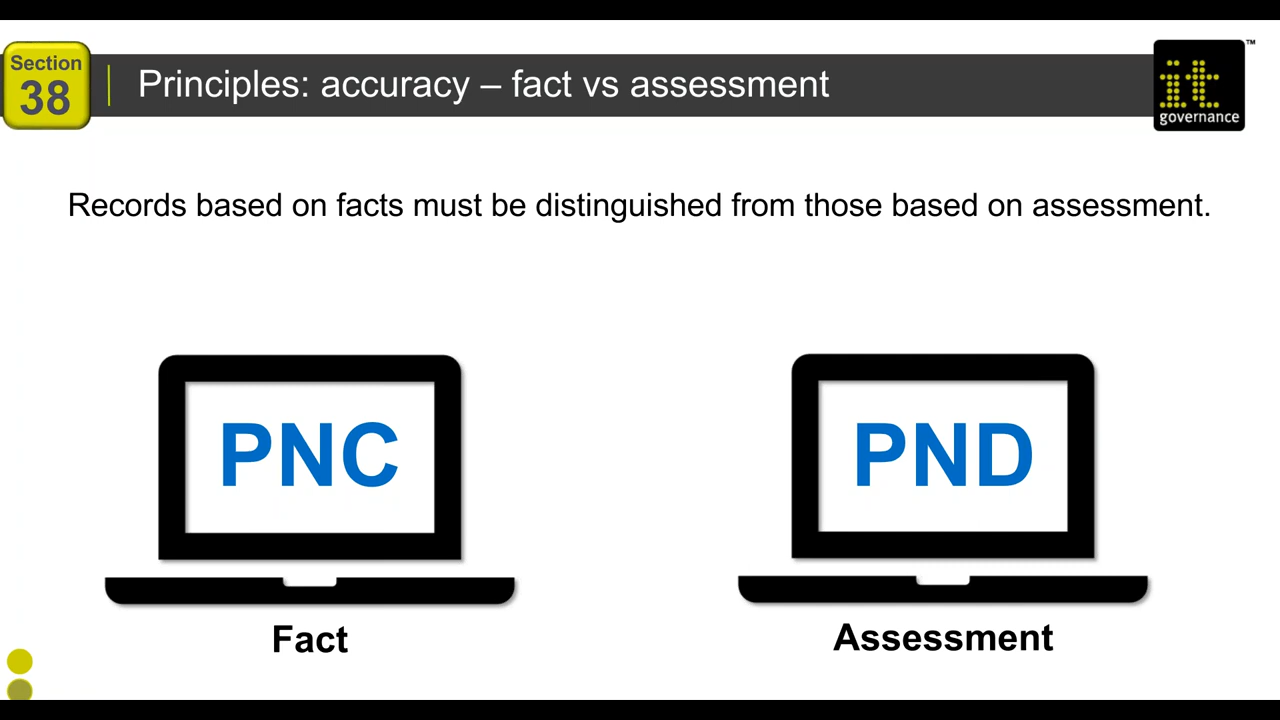 Section
38
Principles: accuracy – fact vs assessment
it
governance
™
Records based on facts must be distinguished from those based on assessment.
PNC
PND
Fact
Assessment